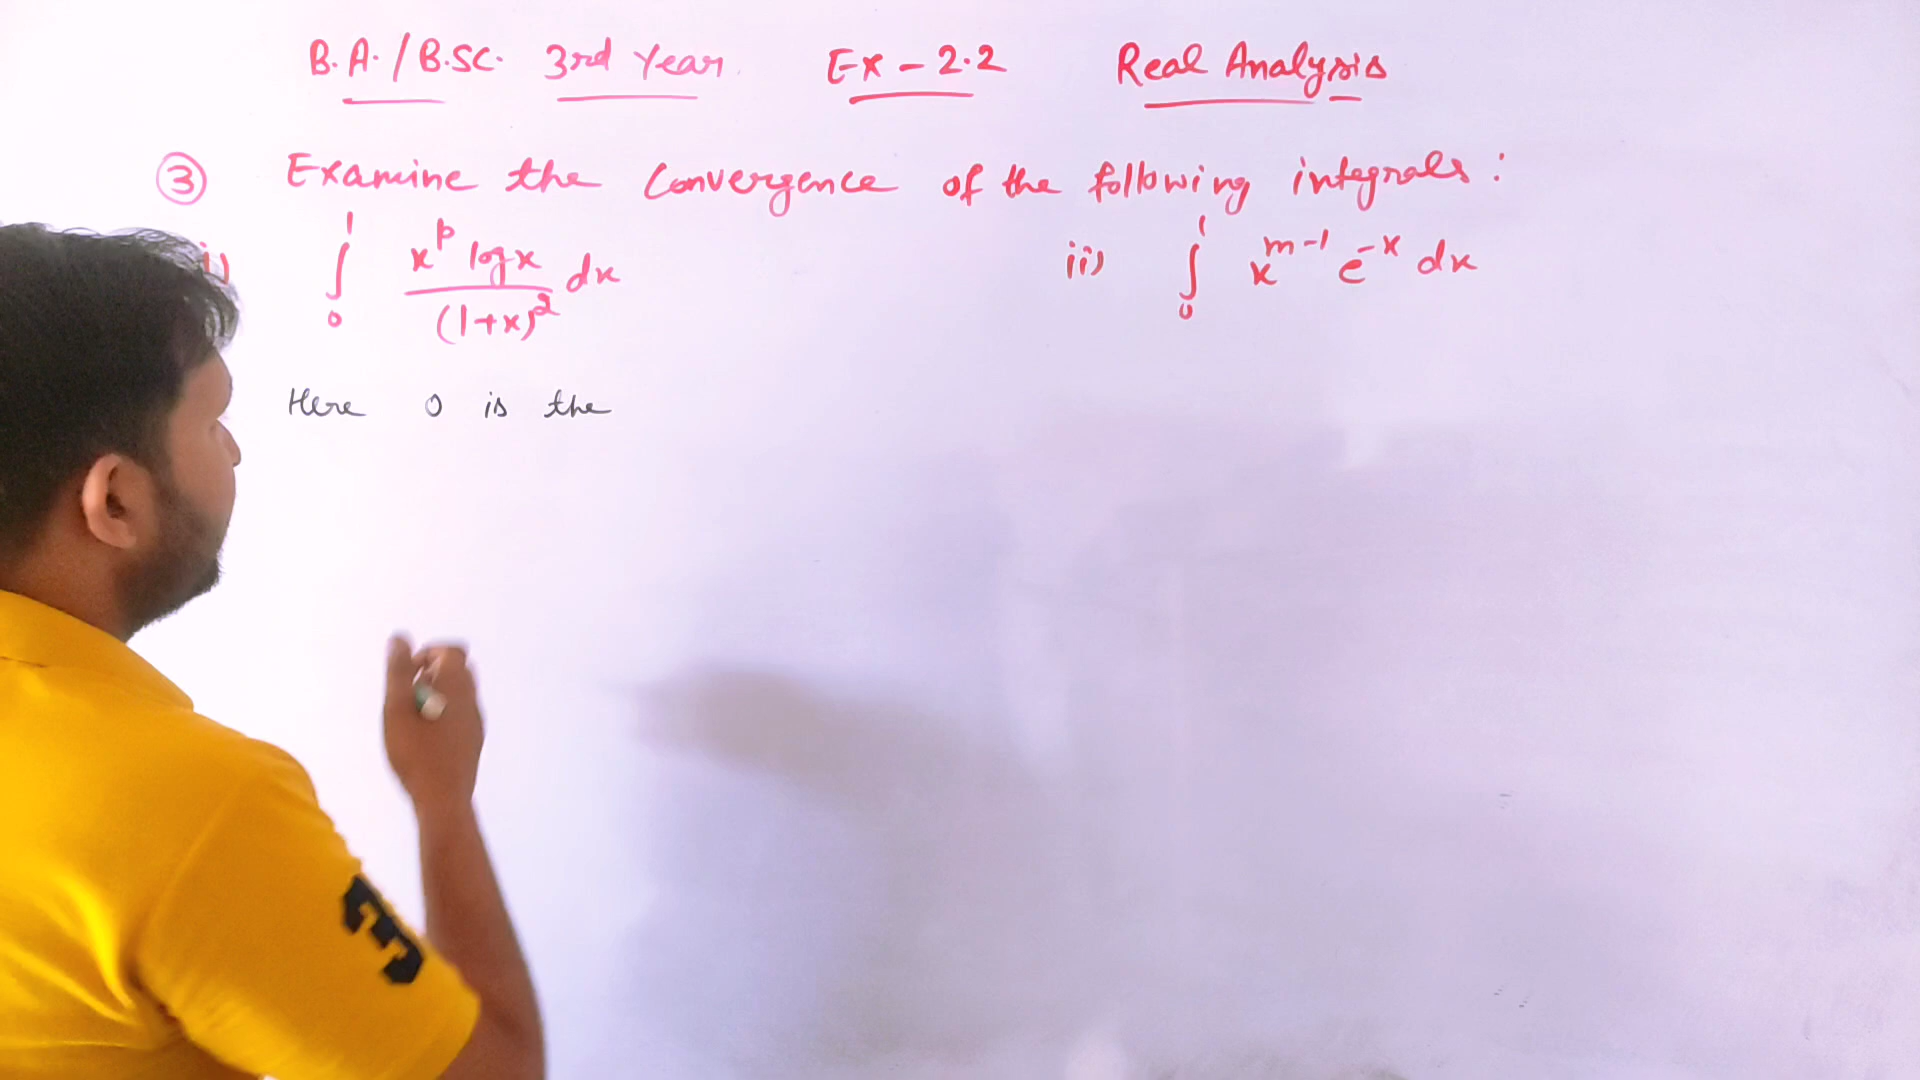 B.A./B.SC. 3rd Year Ex - 2.2 Real Analysis
③ Examine the Convergence of the following integrals :
i) ∫₀¹ x^p log x / (1+x)² dx ii) ∫₀¹ x^{m-1} e^{-x} dx
Here 0 is the
3